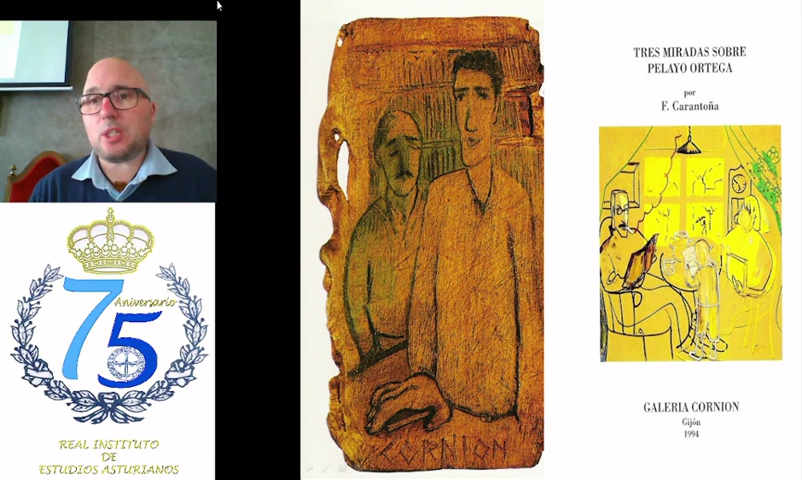 75
Aniversario
REAL INSTITUTO
DE
ESTUDIOS ASTURIANOS
CORNION
TRES MIRADAS SOBRE
PELAYO ORTEGA
por
F. Carantoña
GALERIA CORNION
Gijón
1994